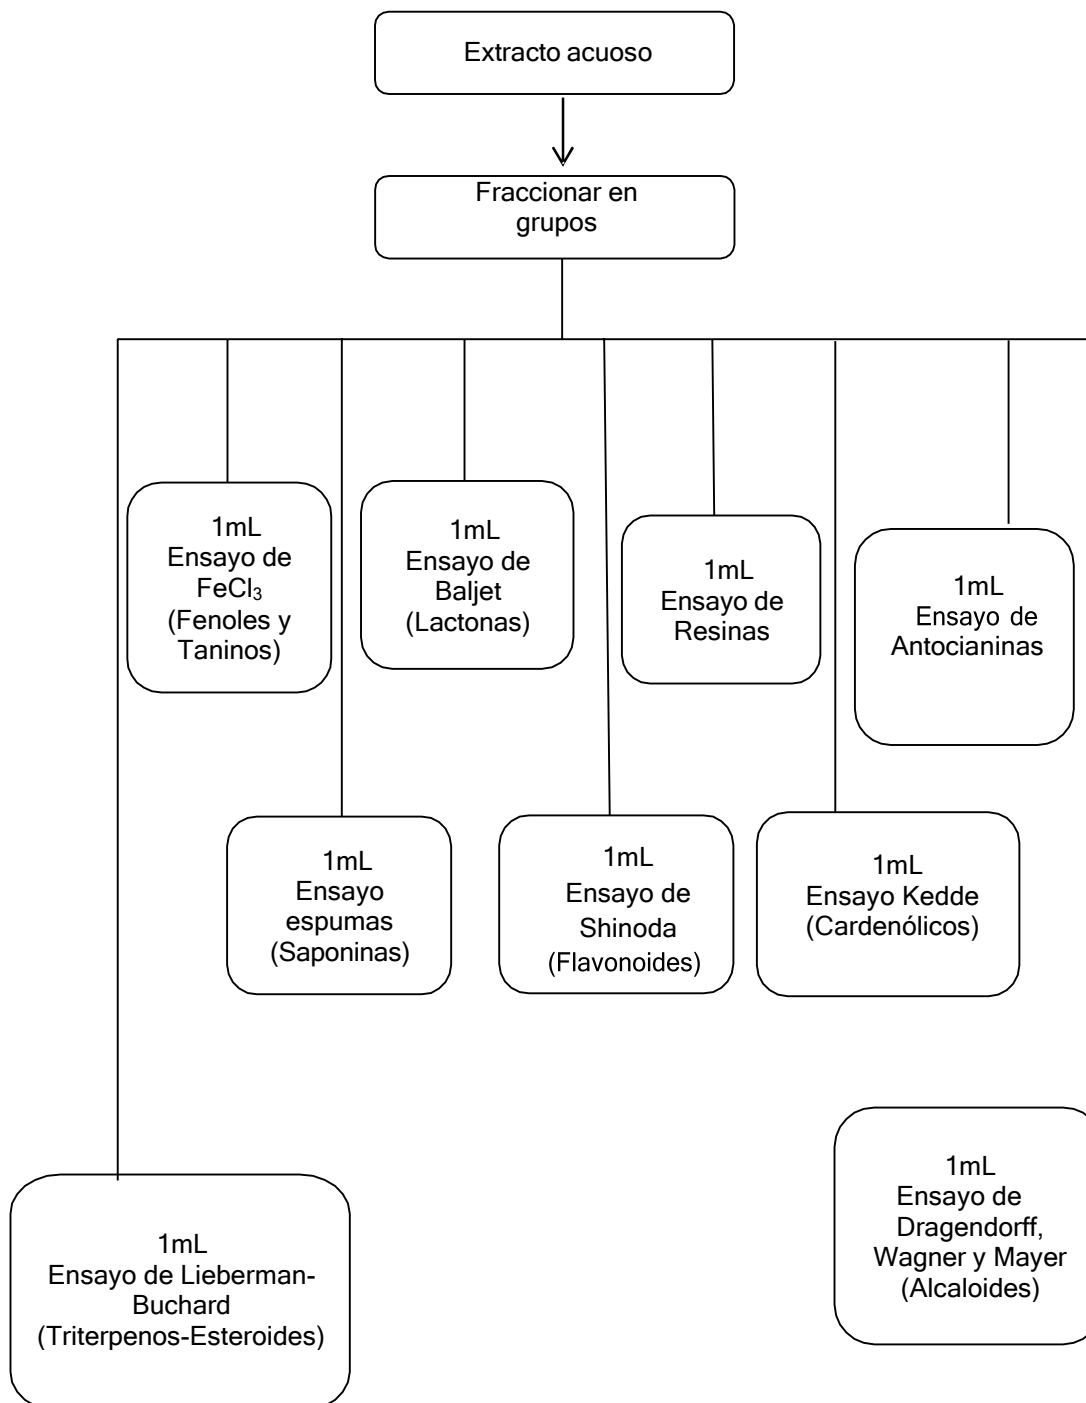 Extracto acuoso
Fraccionar en
grupos
1mL
Ensayo de
FeCl₃
(Fenoles y
Taninos)
1mL
Ensayo de
Baljet
(Lactonas)
1mL
Ensayo de
Resinas
1mL
Ensayo de
Antocianinas
1mL
Ensayo
espumas
(Saponinas)
1mL
Ensayo de
Shinoda
(Flavonoides)
1mL
Ensayo Kedde
(Cardenólicos)
1mL
Ensayo de
Dragendorff,
Wagner y Mayer
(Alcaloides)
1mL
Ensayo de Lieberman-
Buchard
(Triterpenos-Esteroides)